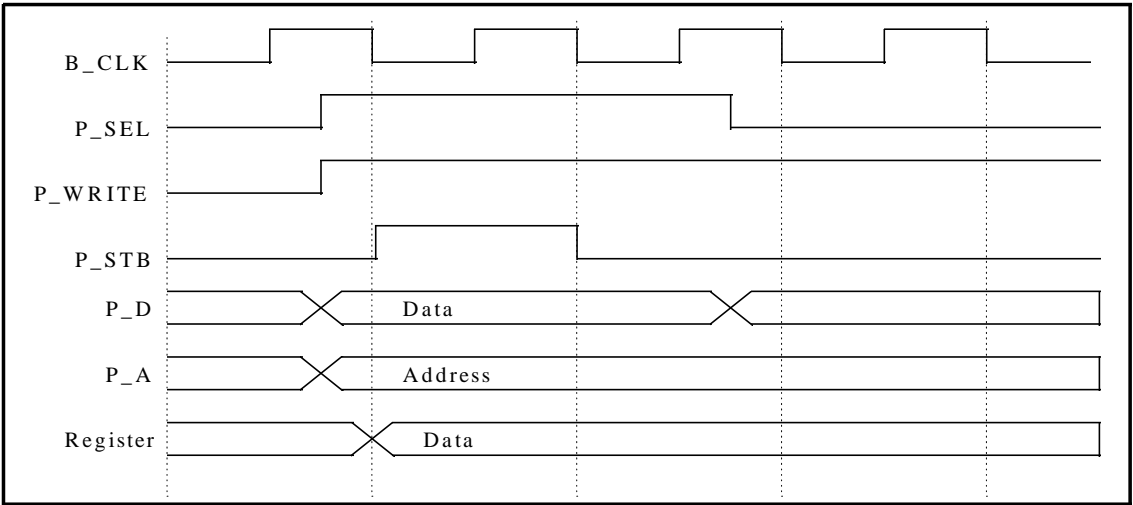 B_CLK
P_SEL
P_WRITE
P_STB
P_D Data
P_A Address
Register Data